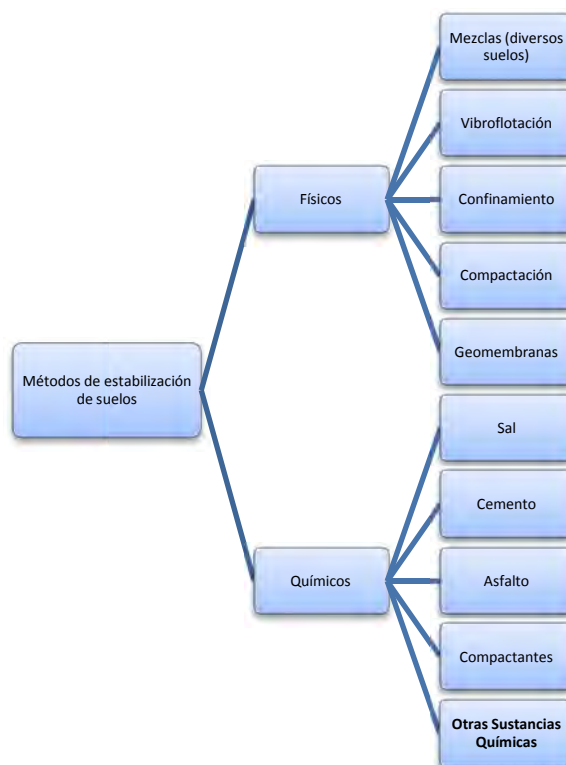 Métodos de estabilización
de suelos
Físicos
Mezclas (diversos
suelos)
Vibroflotación
Confinamiento
Compactación
Geomembranas
Químicos
Sal
Cemento
Asfalto
Compactantes
Otras Sustancias
Químicas